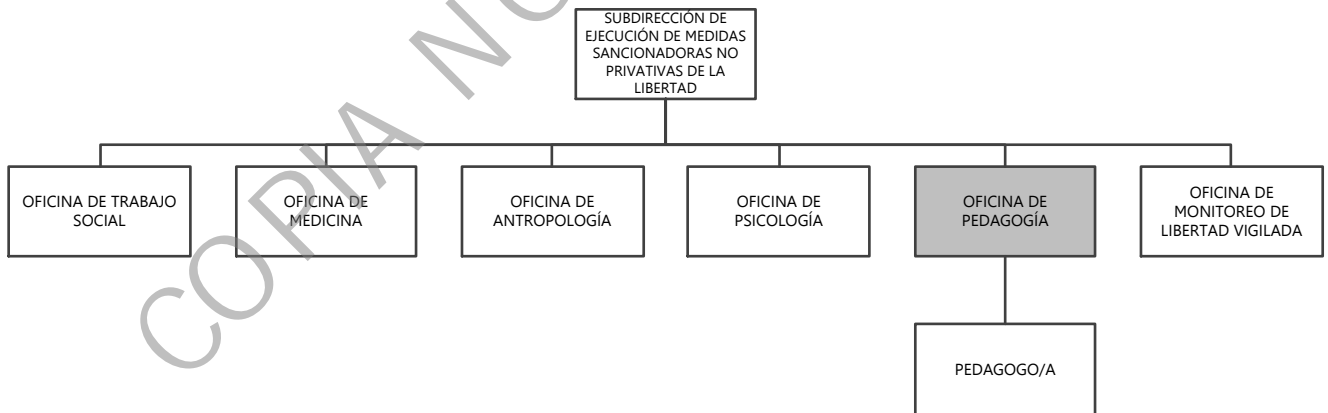 SUBDIRECCIÓN DE
EJECUCIÓN DE MEDIDAS
SANCIONADORAS NO
PRIVATIVAS DE LA
LIBERTAD
OFICINA DE TRABAJO
SOCIAL
OFICINA DE
MEDICINA
OFICINA DE
ANTROPOLOGÍA
OFICINA DE
PSICOLOGÍA
OFICINA DE
PEDAGOGÍA
OFICINA DE
MONITOREO DE
LIBERTAD VIGILADA
PEDAGOGO/A
COPIA